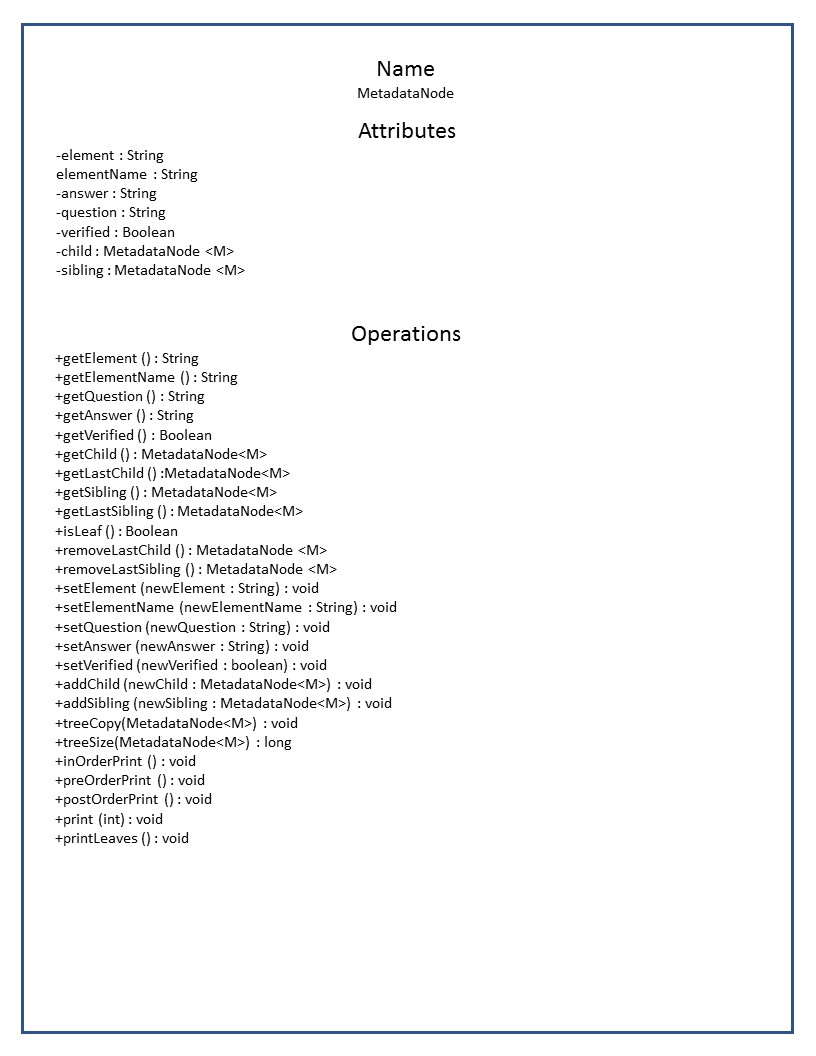 Name
MetadataNode
Attributes
-element : String
elementName : String
-answer : String
-question : String
-verified : Boolean
-child : MetadataNode <M>
-sibling : MetadataNode <M>
Operations
+getElement () : String
+getElementName () : String
+getQuestion () : String
+getAnswer () : String
+getVerified () : Boolean
+getChild () : MetadataNode<M>
+getLastChild () :MetadataNode<M>
+getSibling () : MetadataNode<M>
+getLastSibling () : MetadataNode<M>
+isLeaf () : Boolean
+removeLastChild () : MetadataNode <M>
+removeLastSibling () : MetadataNode <M>
+setElement (newElement : String) : void
+setElementName (newElementName : String) : void
+setQuestion (newQuestion : String) : void
+setAnswer (newAnswer : String) : void
+setVerified (newVerified : boolean) : void
+addChild (newChild : MetadataNode<M>) : void
+addSibling (newSibling : MetadataNode<M>) : void
+treeCopy(MetadataNode<M>) : void
+treeSize(MetadataNode<M>) : long
+inOrderPrint () : void
+preOrderPrint () : void
+postOrderPrint () : void
+print (int) : void
+printLeaves () : void